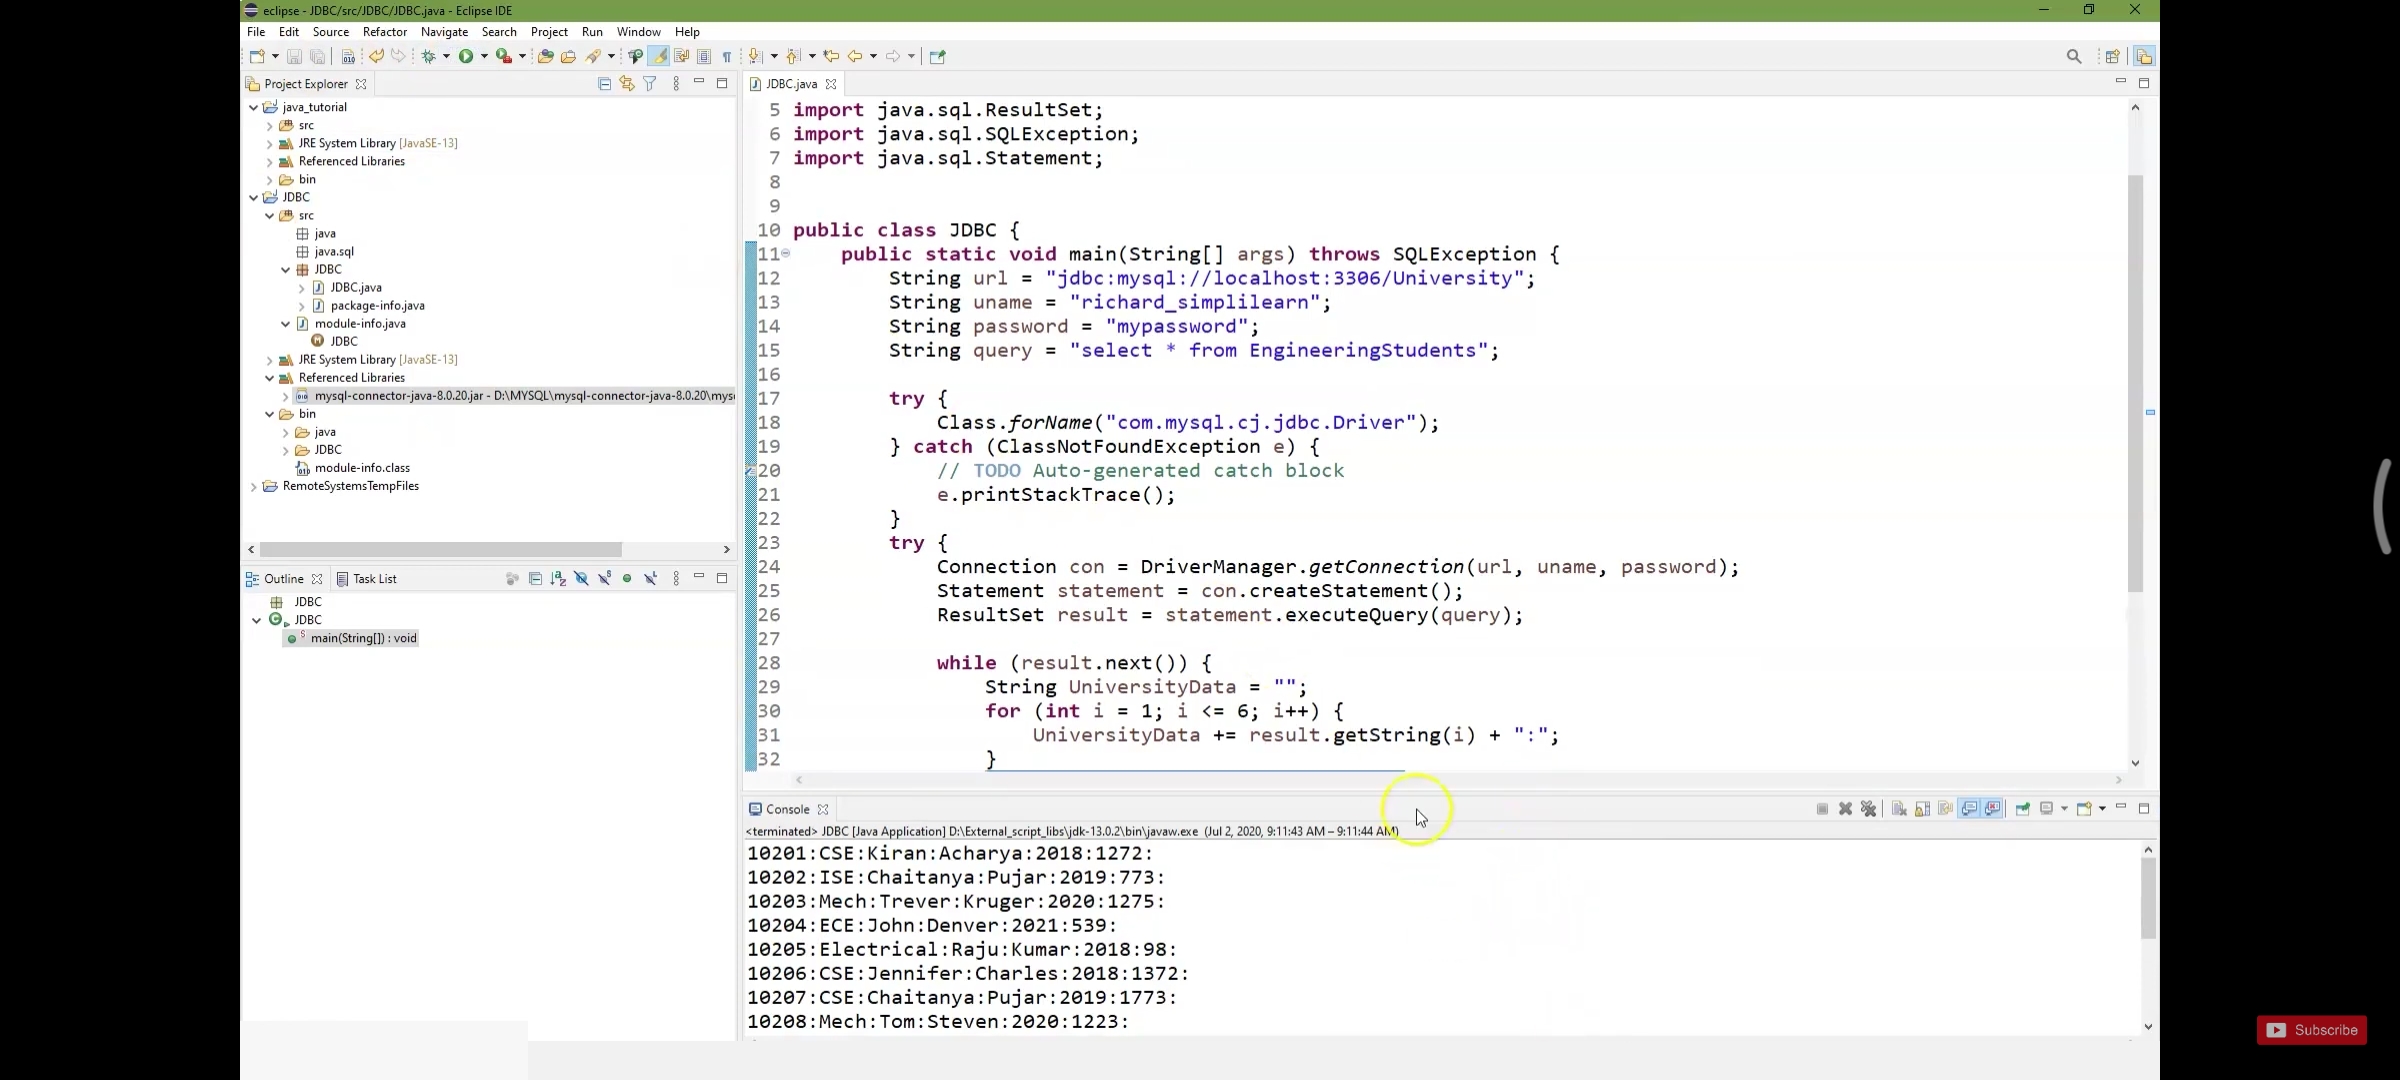 eclipse - JDBC/src/JDBC/JDBC.java - Eclipse IDE
File Edit Source Refactor Navigate Search Project Run Window Help
Project Explorer
java_tutorial
src
JRE System Library [JavaSE-13]
Referenced Libraries
bin
JDBC
src
java
java.sql
JDBC
JDBC.java
package-info.java
module-info.java
JDBC
JRE System Library [JavaSE-13]
Referenced Libraries
mysql-connector-java-8.0.20.jar - D:\MYSQL\mysql-connector-java-8.0.20\mys
bin
java
JDBC
module-info.class
RemoteSystemsTempFiles
Outline Task List
JDBC
JDBC
main(String[]) : void
JDBC.java
5 import java.sql.ResultSet;
6 import java.sql.SQLException;
7 import java.sql.Statement;
8
9
10 public class JDBC {
11 public static void main(String[] args) throws SQLException {
12 String url = "jdbc:mysql://localhost:3306/University";
13 String uname = "richard_simplilearn";
14 String password = "mypassword";
15 String query = "select * from EngineeringStudents";
16
17 try {
18 Class.forName("com.mysql.cj.jdbc.Driver");
19 } catch (ClassNotFoundException e) {
20 // TODO Auto-generated catch block
21 e.printStackTrace();
22 }
23 try {
24 Connection con = DriverManager.getConnection(url, uname, password);
25 Statement statement = con.createStatement();
26 ResultSet result = statement.executeQuery(query);
27
28 while (result.next()) {
29 String UniversityData = "";
30 for (int i = 1; i <= 6; i++) {
31 UniversityData += result.getString(i) + ":";
32 }
Console
<terminated> JDBC [Java Application] D:\External_script_libs\jdk-13.0.2\bin\javaw.exe (Jul 2, 2020, 9:11:43 AM – 9:11:44 AM)
10201:CSE:Kiran:Acharya:2018:1272:
10202:ISE:Chaitanya:Pujar:2019:773:
10203:Mech:Trever:Kruger:2020:1275:
10204:ECE:John:Denver:2021:539:
10205:Electrical:Raju:Kumar:2018:98:
10206:CSE:Jennifer:Charles:2018:1372:
10207:CSE:Chaitanya:Pujar:2019:1773:
10208:Mech:Tom:Steven:2020:1223:
Subscribe